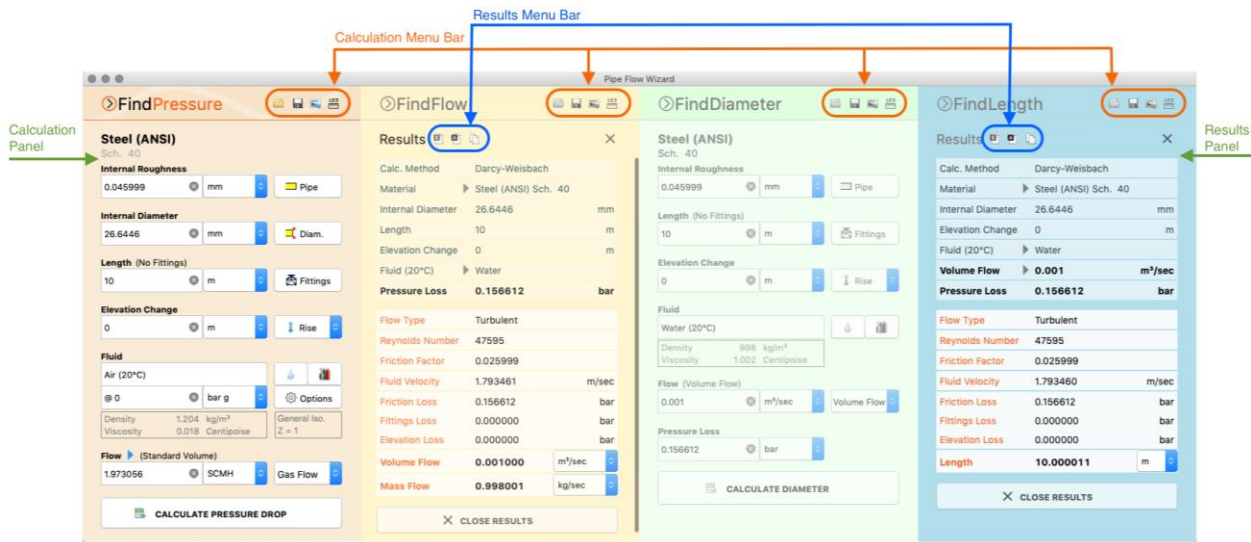 Results Menu Bar
Calculation Menu Bar
Pipe Flow Wizard
Calculation
Panel
Results
Panel
FindPressure
Steel (ANSI)
Sch. 40
Internal Roughness
0.045999 mm Pipe
Internal Diameter
26.6446 mm Diam.
Length (No Fittings)
10 m Fittings
Elevation Change
0 m Rise
Fluid
Air (20°C)
@ 0 bar g Options
Density 1.204 kg/m³ General Iso.
Viscosity 0.018 Centipoise Z = 1
Flow (Standard Volume)
1.973056 SCMH Gas Flow
CALCULATE PRESSURE DROP
FindFlow
Results
Calc. Method Darcy-Weisbach
Material Steel (ANSI) Sch. 40
Internal Diameter 26.6446 mm
Length 10 m
Elevation Change 0 m
Fluid (20°C) Water
Pressure Loss 0.156612 bar
Flow Type Turbulent
Reynolds Number 47595
Friction Factor 0.025999
Fluid Velocity 1.793461 m/sec
Friction Loss 0.156612 bar
Fittings Loss 0.000000 bar
Elevation Loss 0.000000 bar
Volume Flow 0.001000 m³/sec
Mass Flow 0.998001 kg/sec
CLOSE RESULTS
FindDiameter
Steel (ANSI)
Sch. 40
Internal Roughness
0.045999 mm Pipe
Length (No Fittings)
10 m Fittings
Elevation Change
0 m Rise
Fluid
Water (20°C)
Density 998 kg/m³
Viscosity 1.002 Centipoise
Flow (Volume Flow)
0.001 m³/sec Volume Flow
Pressure Loss
0.156612 bar
CALCULATE DIAMETER
FindLength
Results
Calc. Method Darcy-Weisbach
Material Steel (ANSI) Sch. 40
Internal Diameter 26.6446 mm
Elevation Change 0 m
Fluid (20°C) Water
Volume Flow 0.001 m³/sec
Pressure Loss 0.156612 bar
Flow Type Turbulent
Reynolds Number 47595
Friction Factor 0.025999
Fluid Velocity 1.793460 m/sec
Friction Loss 0.156612 bar
Fittings Loss 0.000000 bar
Elevation Loss 0.000000 bar
Length 10.000011 m
CLOSE RESULTS